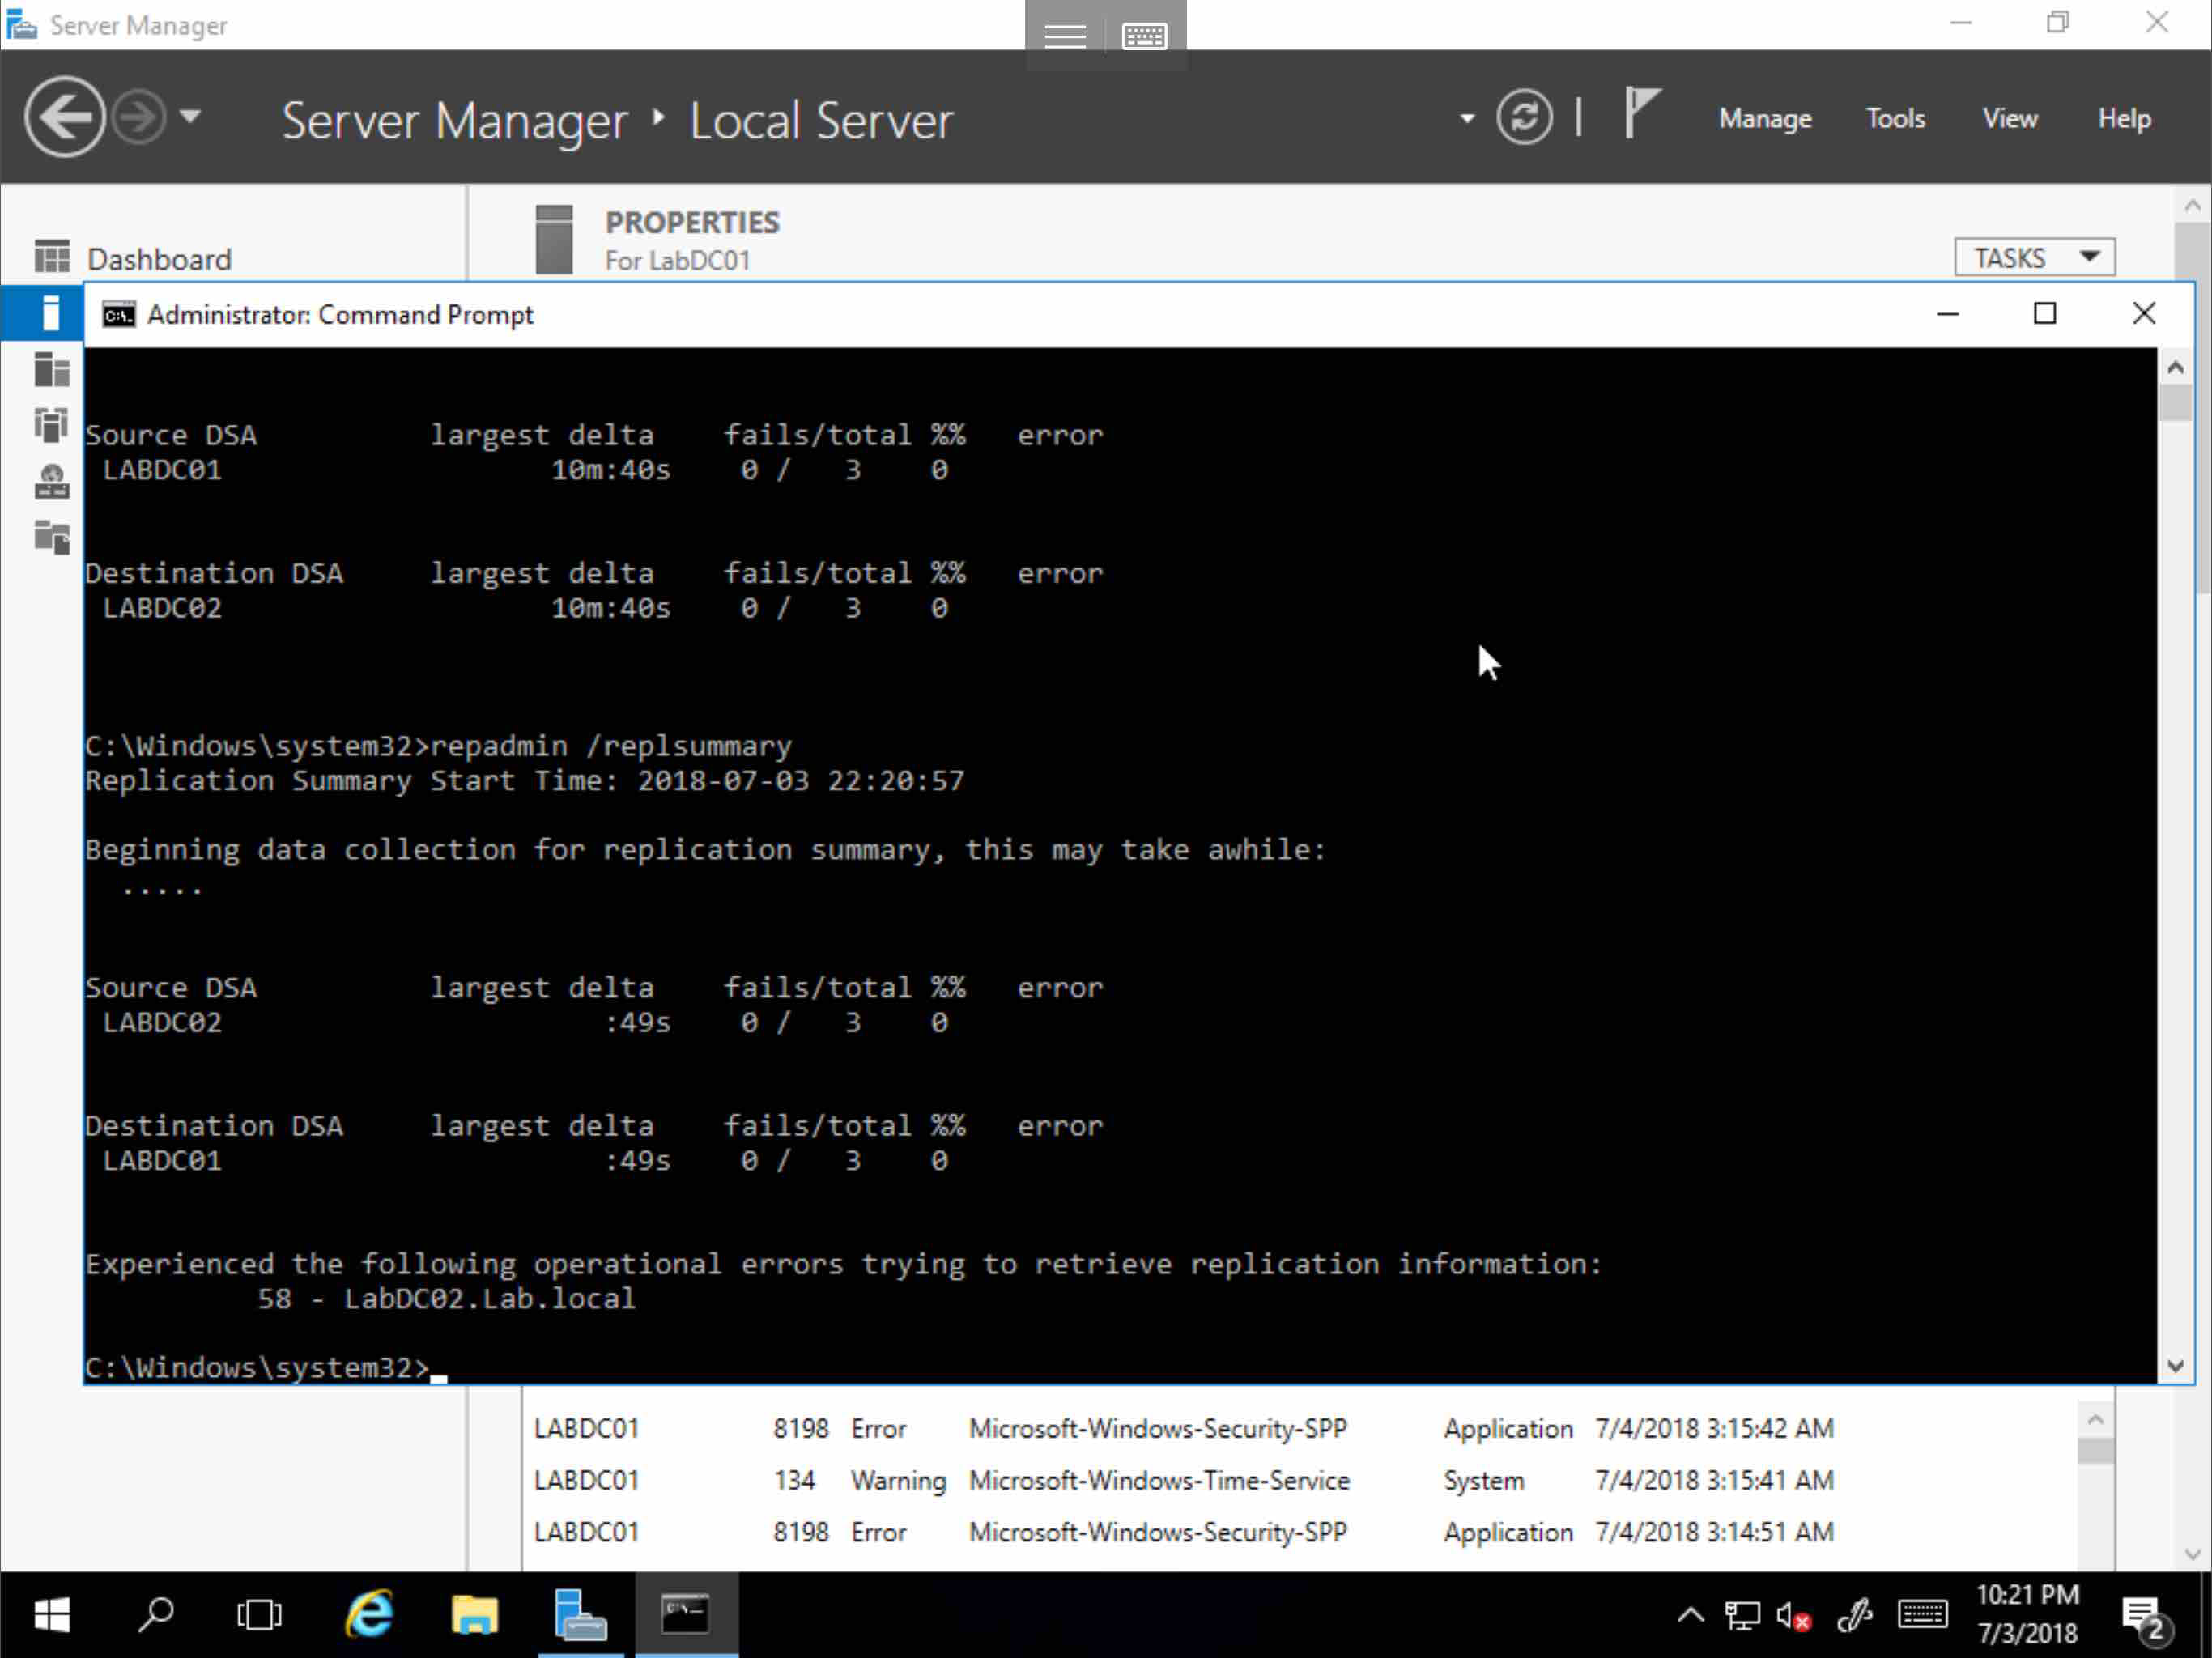 Server Manager
Server Manager ‣ Local Server
Manage Tools View Help
Dashboard
PROPERTIES
For LabDC01
TASKS
Administrator: Command Prompt
Source DSA largest delta fails/total %% error
LABDC01 10m:40s 0 / 3 0
Destination DSA largest delta fails/total %% error
LABDC02 10m:40s 0 / 3 0
C:\Windows\system32>repadmin /replsummary
Replication Summary Start Time: 2018-07-03 22:20:57
Beginning data collection for replication summary, this may take awhile:
.....
Source DSA largest delta fails/total %% error
LABDC02 :49s 0 / 3 0
Destination DSA largest delta fails/total %% error
LABDC01 :49s 0 / 3 0
Experienced the following operational errors trying to retrieve replication information:
58 - LabDC02.Lab.local
C:\Windows\system32>_
LABDC01 8198 Error Microsoft-Windows-Security-SPP Application 7/4/2018 3:15:42 AM
LABDC01 134 Warning Microsoft-Windows-Time-Service System 7/4/2018 3:15:41 AM
LABDC01 8198 Error Microsoft-Windows-Security-SPP Application 7/4/2018 3:14:51 AM
10:21 PM
7/3/2018
2